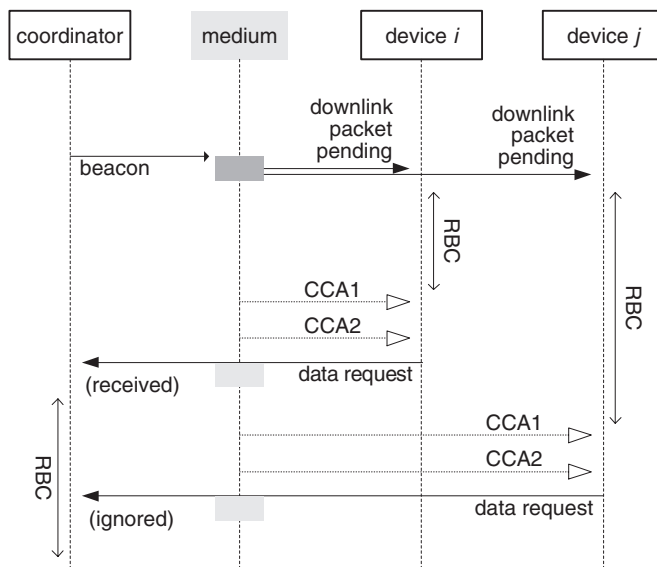 coordinator
medium
device i
device j
downlink
packet
pending
downlink
packet
pending
beacon
RBC
RBC
CCA1
CCA2
data request
(received)
RBC
CCA1
CCA2
data request
(ignored)